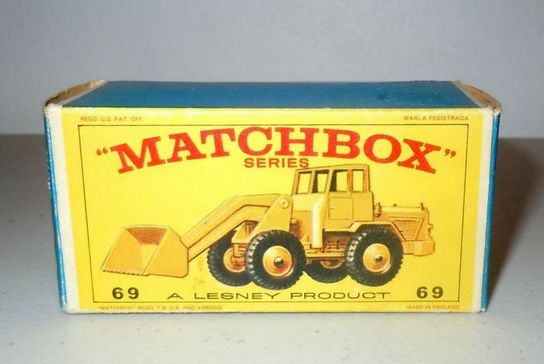 REGD. U.S. PAT. OFF. MARCA REGISTRADA
"MATCHBOX"
SERIES
69 A LESNEY PRODUCT 69
"MATCHBOX" REGD. T.M. G.B. AND ABROAD MADE IN ENGLAND